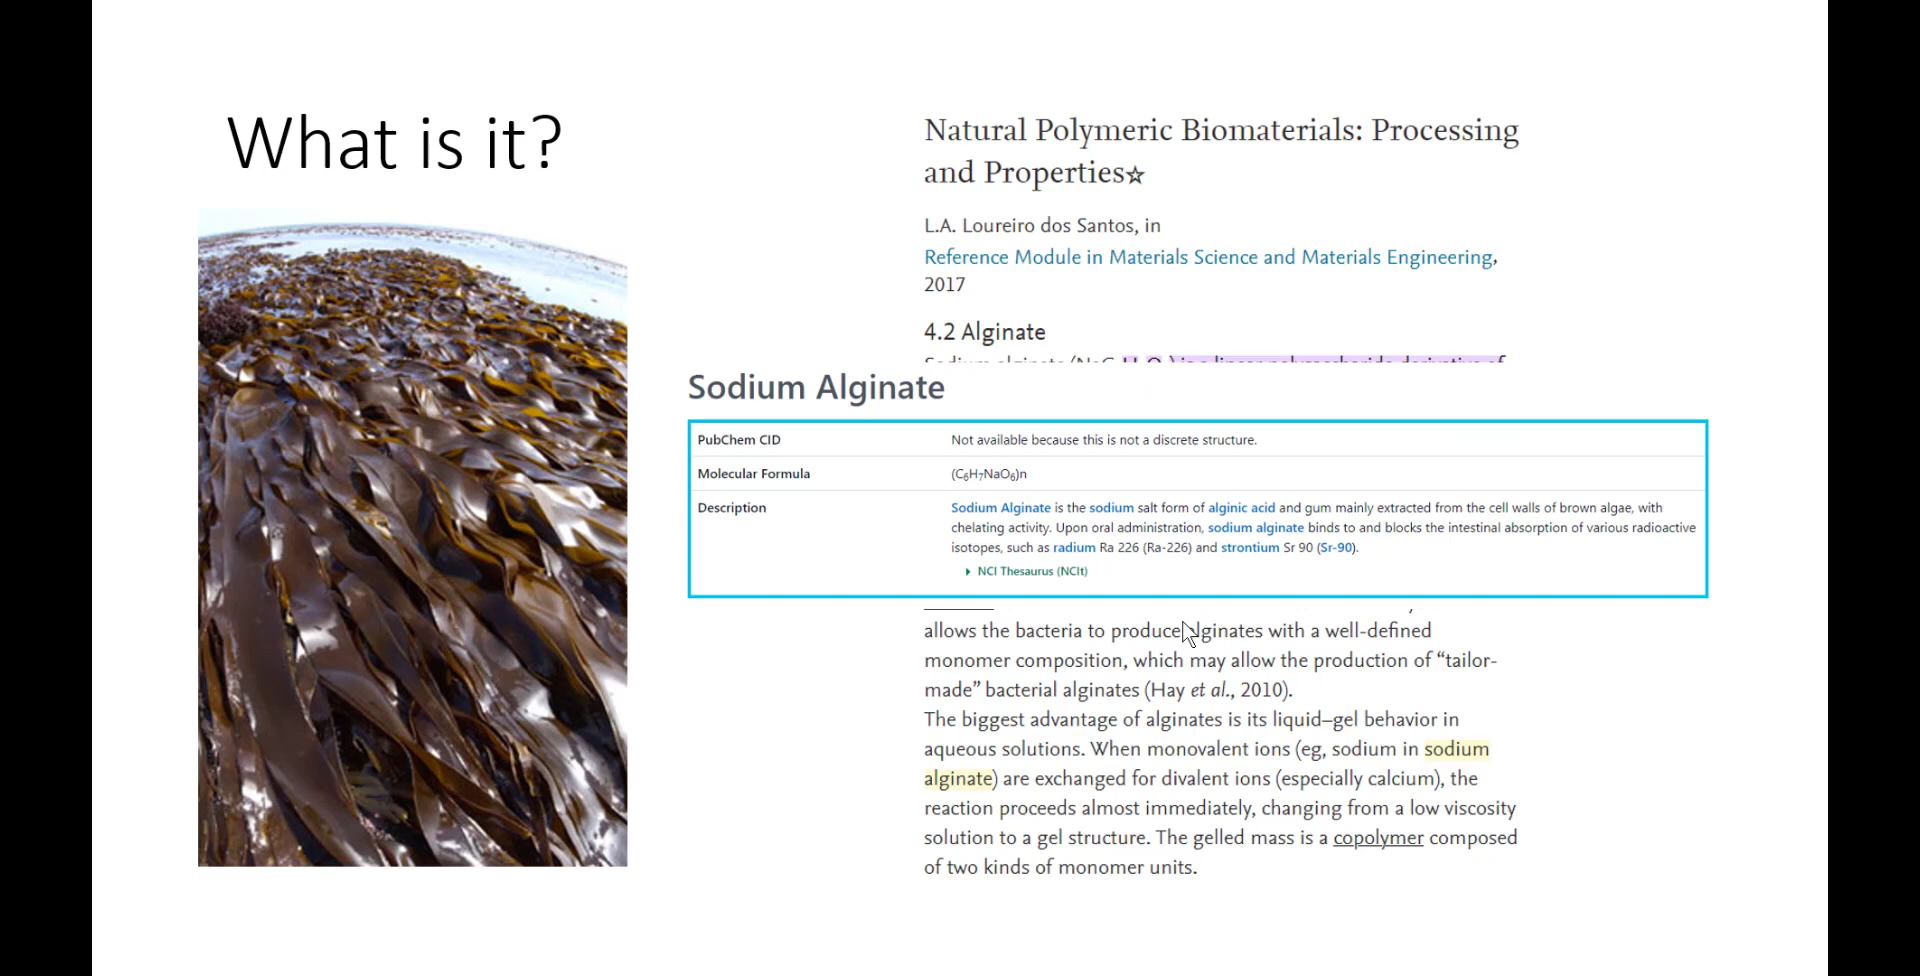 What is it?
Natural Polymeric Biomaterials: Processing
and Properties☆
L.A. Loureiro dos Santos, in
Reference Module in Materials Science and Materials Engineering,
2017
4.2 Alginate
Sodium alginate (NaC H O ) is a linear polysaccharide derivative of
Sodium Alginate
PubChem CID Not available because this is not a discrete structure.
Molecular Formula (C₆H₇NaO₆)n
Description Sodium Alginate is the sodium salt form of alginic acid and gum mainly extracted from the cell walls of brown algae, with
chelating activity. Upon oral administration, sodium alginate binds to and blocks the intestinal absorption of various radioactive
isotopes, such as radium Ra 226 (Ra-226) and strontium Sr 90 (Sr-90).
NCI Thesaurus (NCIt)
allows the bacteria to produce alginates with a well-defined
monomer composition, which may allow the production of “tailor-
made” bacterial alginates (Hay et al., 2010).
The biggest advantage of alginates is its liquid–gel behavior in
aqueous solutions. When monovalent ions (eg, sodium in sodium
alginate) are exchanged for divalent ions (especially calcium), the
reaction proceeds almost immediately, changing from a low viscosity
solution to a gel structure. The gelled mass is a copolymer composed
of two kinds of monomer units.